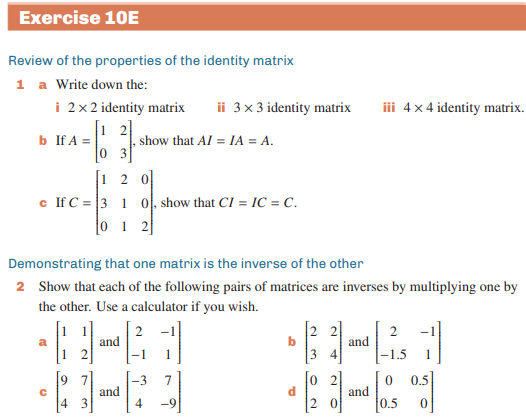 Exercise 10E
Review of the properties of the identity matrix
1 a Write down the:
i 2 × 2 identity matrix ii 3 × 3 identity matrix iii 4 × 4 identity matrix.
b If A = [1 2; 0 3], show that AI = IA = A.
c If C = [1 2 0; 3 1 0; 0 1 2], show that CI = IC = C.
Demonstrating that one matrix is the inverse of the other
2 Show that each of the following pairs of matrices are inverses by multiplying one by
the other. Use a calculator if you wish.
a [1 1; 1 2] and [2 −1; −1 1] b [2 2; 3 4] and [2 −1; −1.5 1]
c [9 7; 4 3] and [−3 7; 4 −9] d [0 2; 2 0] and [0 0.5; 0.5 0]